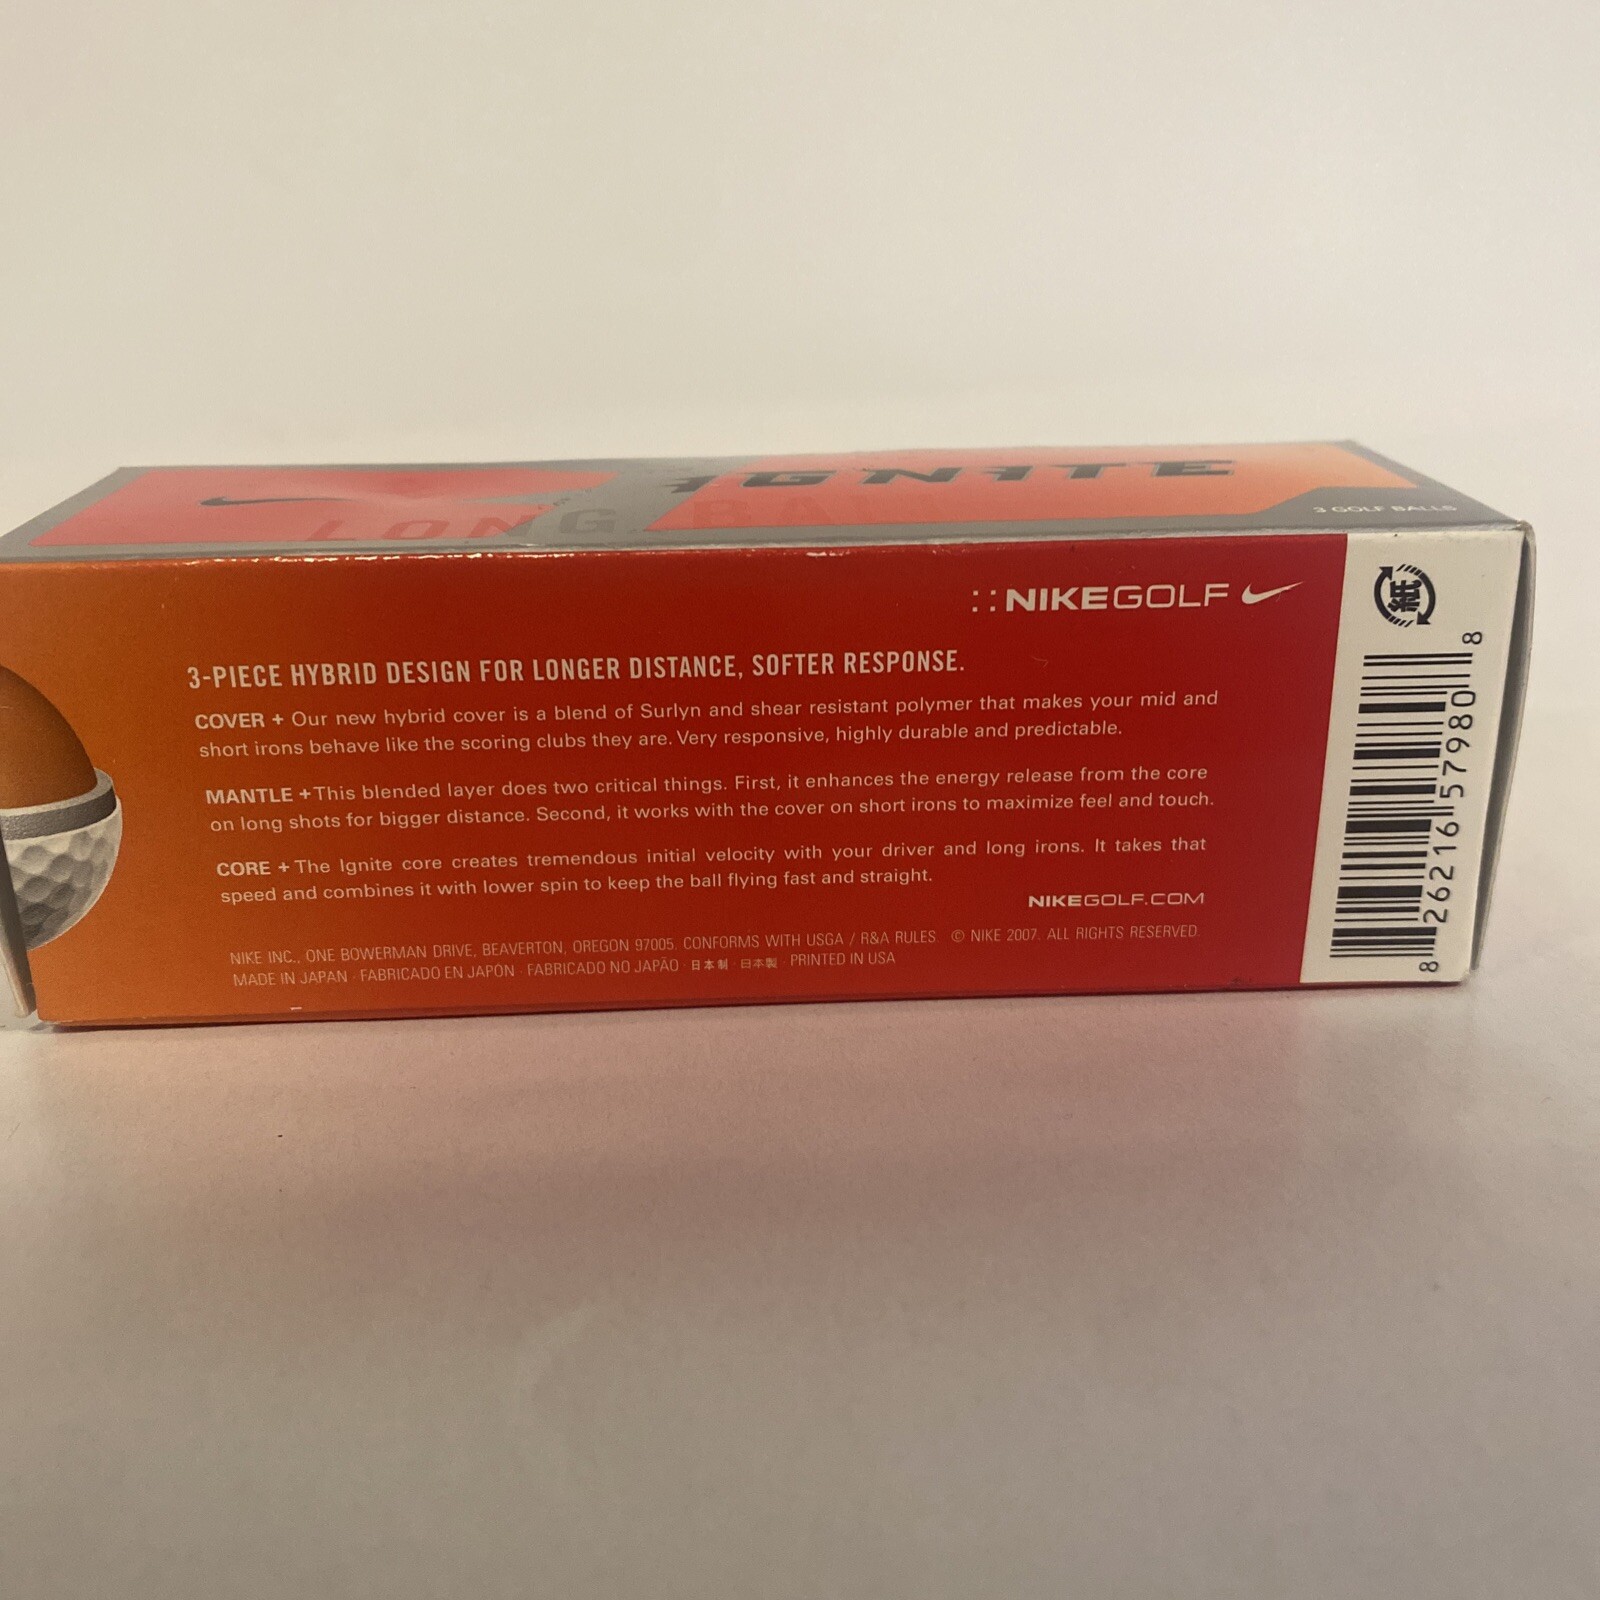 IGNITE
LONG BALL
3 GOLF BALLS
::NIKEGOLF
3-PIECE HYBRID DESIGN FOR LONGER DISTANCE, SOFTER RESPONSE.
COVER + Our new hybrid cover is a blend of Surlyn and shear resistant polymer that makes your mid and
short irons behave like the scoring clubs they are. Very responsive, highly durable and predictable.
MANTLE + This blended layer does two critical things. First, it enhances the energy release from the core
on long shots for bigger distance. Second, it works with the cover on short irons to maximize feel and touch.
CORE + The Ignite core creates tremendous initial velocity with your driver and long irons. It takes that
speed and combines it with lower spin to keep the ball flying fast and straight.
NIKEGOLF.COM
NIKE INC., ONE BOWERMAN DRIVE, BEAVERTON, OREGON 97005. CONFORMS WITH USGA / R&A RULES © NIKE 2007. ALL RIGHTS RESERVED.
MADE IN JAPAN · FABRICADO EN JAPÓN · FABRICADO NO JAPÃO · 日本制 · 日本製 · PRINTED IN USA
紙
8 26216 57980 8